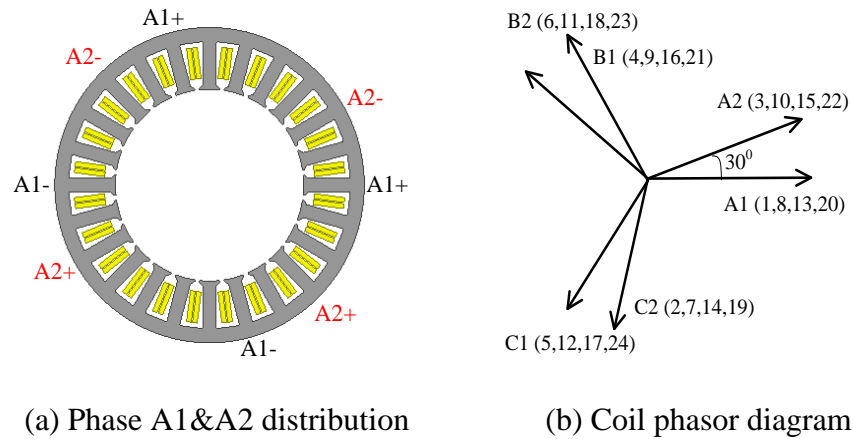 A1+
A2-
A2-
A1-
A1+
A2+
A2+
A1-
(a) Phase A1&A2 distribution
B2 (6,11,18,23)
B1 (4,9,16,21)
A2 (3,10,15,22)
30⁰
A1 (1,8,13,20)
C2 (2,7,14,19)
C1 (5,12,17,24)
(b) Coil phasor diagram